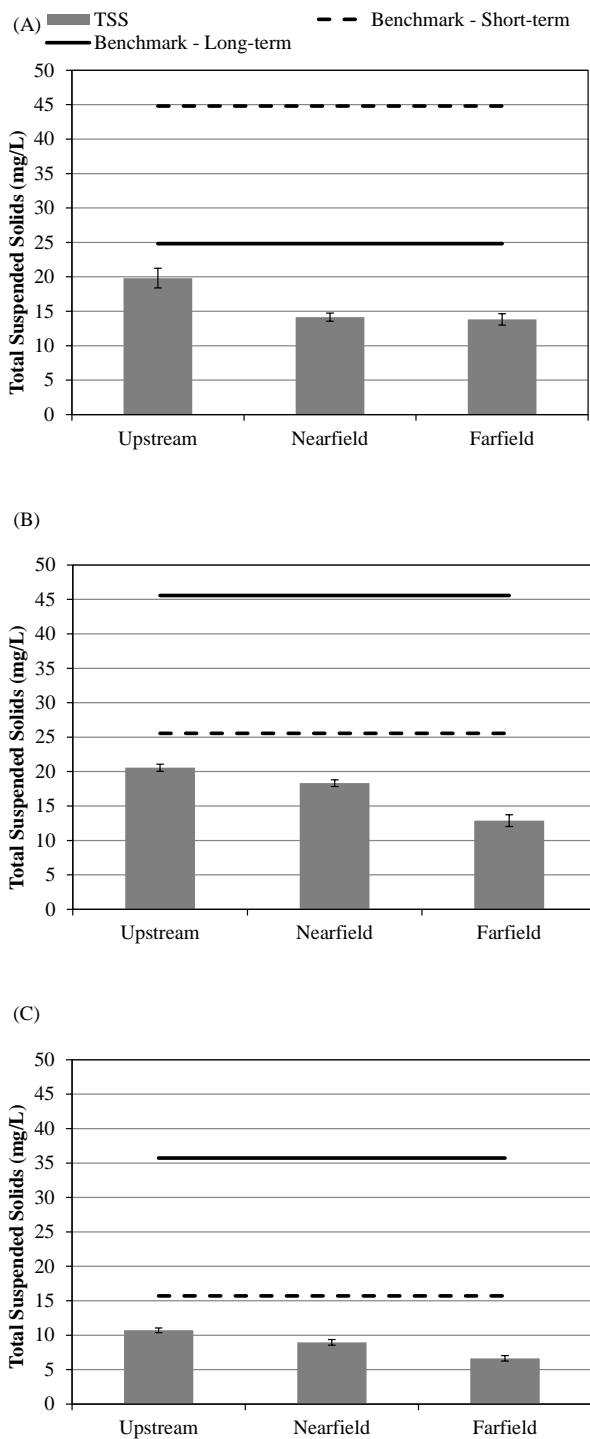 (A)
TSS
Benchmark - Short-term
Benchmark - Long-term
Total Suspended Solids (mg/L)
50
45
40
35
30
25
20
15
10
5
0
Upstream Nearfield Farfield
(B)
Total Suspended Solids (mg/L)
50
45
40
35
30
25
20
15
10
5
0
Upstream Nearfield Farfield
(C)
Total Suspended Solids (mg/L)
50
45
40
35
30
25
20
15
10
5
0
Upstream Nearfield Farfield